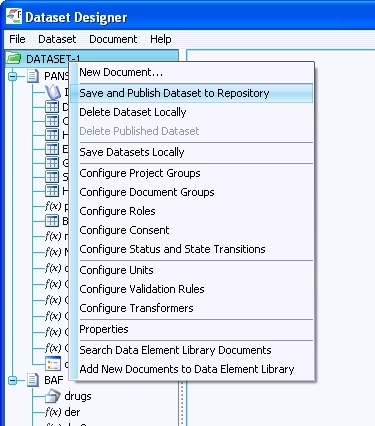 Dataset Designer
File Dataset Document Help
DATASET-1
New Document...
Save and Publish Dataset to Repository
Delete Dataset Locally
Delete Published Dataset
Save Datasets Locally
Configure Project Groups
Configure Document Groups
Configure Roles
Configure Consent
Configure Status and State Transitions
Configure Units
Configure Validation Rules
Configure Transformers
Properties
Search Data Element Library Documents
Add New Documents to Data Element Library
BAF
drugs
f(x) der